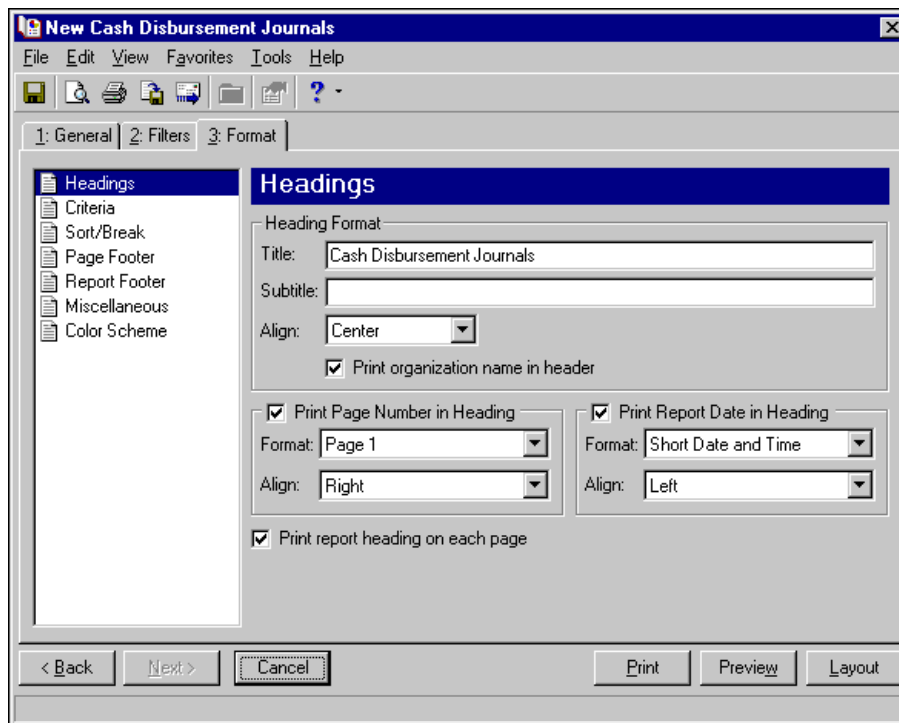 New Cash Disbursement Journals
File Edit View Favorites Tools Help
1: General 2: Filters 3: Format
Headings
Criteria
Sort/Break
Page Footer
Report Footer
Miscellaneous
Color Scheme
Headings
Heading Format
Title: Cash Disbursement Journals
Subtitle:
Align: Center
Print organization name in header
Print Page Number in Heading
Format: Page 1
Align: Right
Print Report Date in Heading
Format: Short Date and Time
Align: Left
Print report heading on each page
< Back Next > Cancel Print Preview Layout